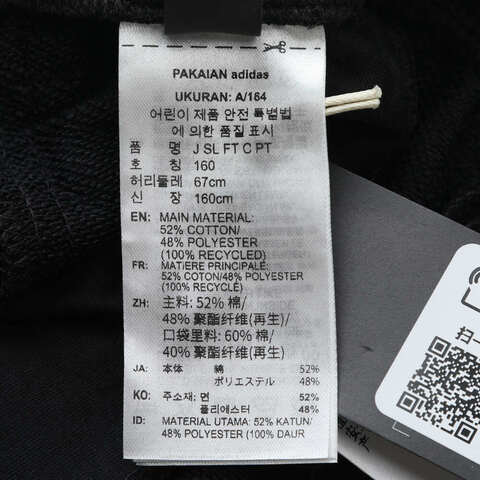 PAKAIAN adidas
UKURAN: A/164
어린이 제품 안전 특별법
에 의한 품질 표시
품 명 J SL FT C PT
호 칭 160
허리둘레 67cm
신 장 160cm
EN: MAIN MATERIAL:
52% COTTON/
48% POLYESTER
(100% RECYCLED)
FR: MATIÈRE PRINCIPALE:
52% COTON/48% POLYESTER
(100% RECYCLÉ)
ZH: 主料: 52% 棉/
48% 聚酯纤维(再生)/
口袋里料: 60% 棉/
40% 聚酯纤维(再生)
JA: 本体 綿 52%
ポリエステル 48%
KO: 주소재: 면 52%
폴리에스터 48%
ID: MATERIAL UTAMA: 52% KATUN/
48% POLYESTER (100% DAUR
扫一